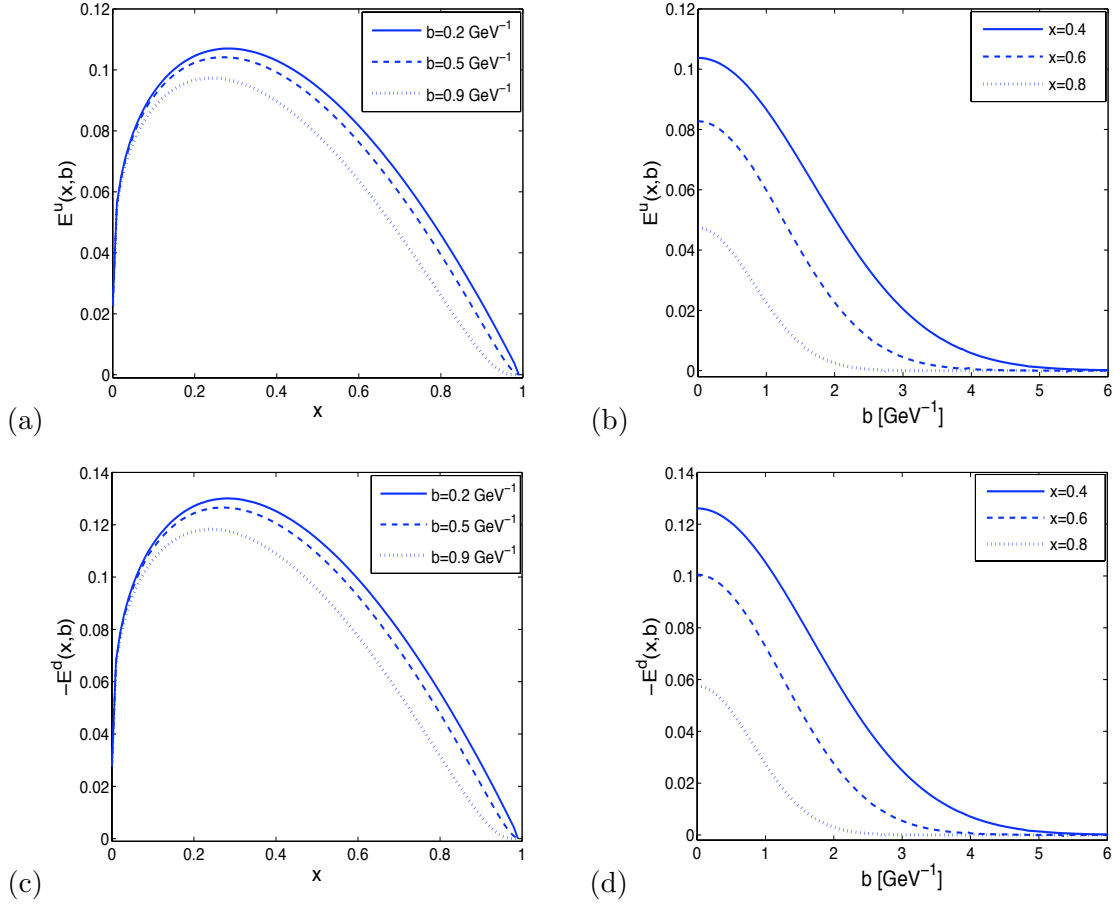 0.12
0.1
0.08
0.06
0.04
0.02
0
E^u(x,b)
0 0.2 0.4 0.6 0.8 1
x
b=0.2 GeV^{-1}
b=0.5 GeV^{-1}
b=0.9 GeV^{-1}
(a)
0.12
0.1
0.08
0.06
0.04
0.02
0
E^u(x,b)
0 1 2 3 4 5 6
b [GeV^{-1}]
x=0.4
x=0.6
x=0.8
(b)
0.14
0.12
0.1
0.08
0.06
0.04
0.02
0
−E^d(x,b)
0 0.2 0.4 0.6 0.8 1
x
b=0.2 GeV^{-1}
b=0.5 GeV^{-1}
b=0.9 GeV^{-1}
(c)
0.14
0.12
0.1
0.08
0.06
0.04
0.02
0
−E^d(x,b)
0 1 2 3 4 5 6
b [GeV^{-1}]
x=0.4
x=0.6
x=0.8
(d)